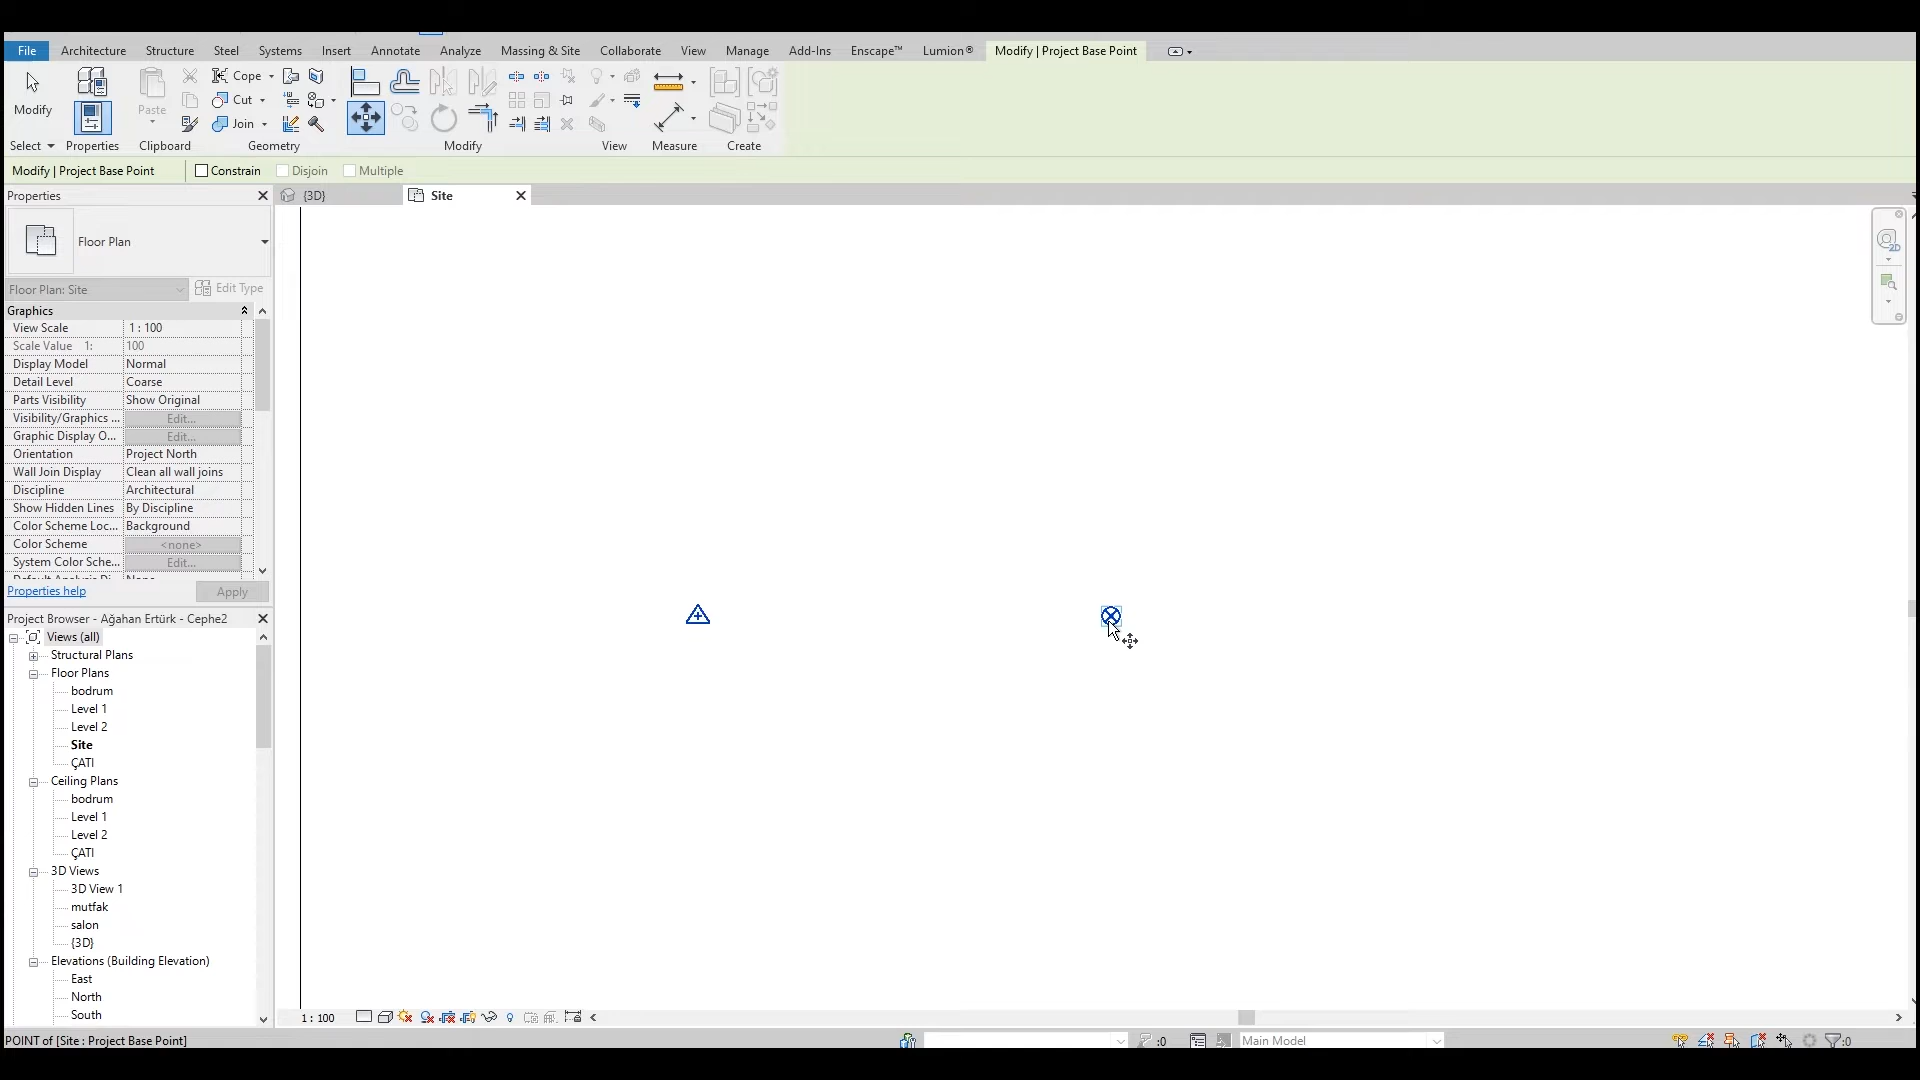 File Architecture Structure Steel Systems Insert Annotate Analyze Massing & Site Collaborate View Manage Add-Ins Enscape™ Lumion® Modify | Project Base Point
Modify Paste Cope Cut Join
Select Properties Clipboard Geometry Modify View Measure Create
Modify | Project Base Point Constrain Disjoin Multiple
Properties {3D} Site
Floor Plan
Floor Plan: Site Edit Type
Graphics
View Scale 1 : 100
Scale Value 1: 100
Display Model Normal
Detail Level Coarse
Parts Visibility Show Original
Visibility/Graphics ... Edit...
Graphic Display O... Edit...
Orientation Project North
Wall Join Display Clean all wall joins
Discipline Architectural
Show Hidden Lines By Discipline
Color Scheme Loc... Background
Color Scheme <none>
System Color Sche... Edit...
Properties help Apply
Project Browser - Ağahan Ertürk - Cephe2
Views (all)
Structural Plans
Floor Plans
bodrum
Level 1
Level 2
Site
ÇATI
Ceiling Plans
bodrum
Level 1
Level 2
ÇATI
3D Views
3D View 1
mutfak
salon
{3D}
Elevations (Building Elevation)
East
North
South
1 : 100
POINT of [Site : Project Base Point] :0 Main Model :0
2D